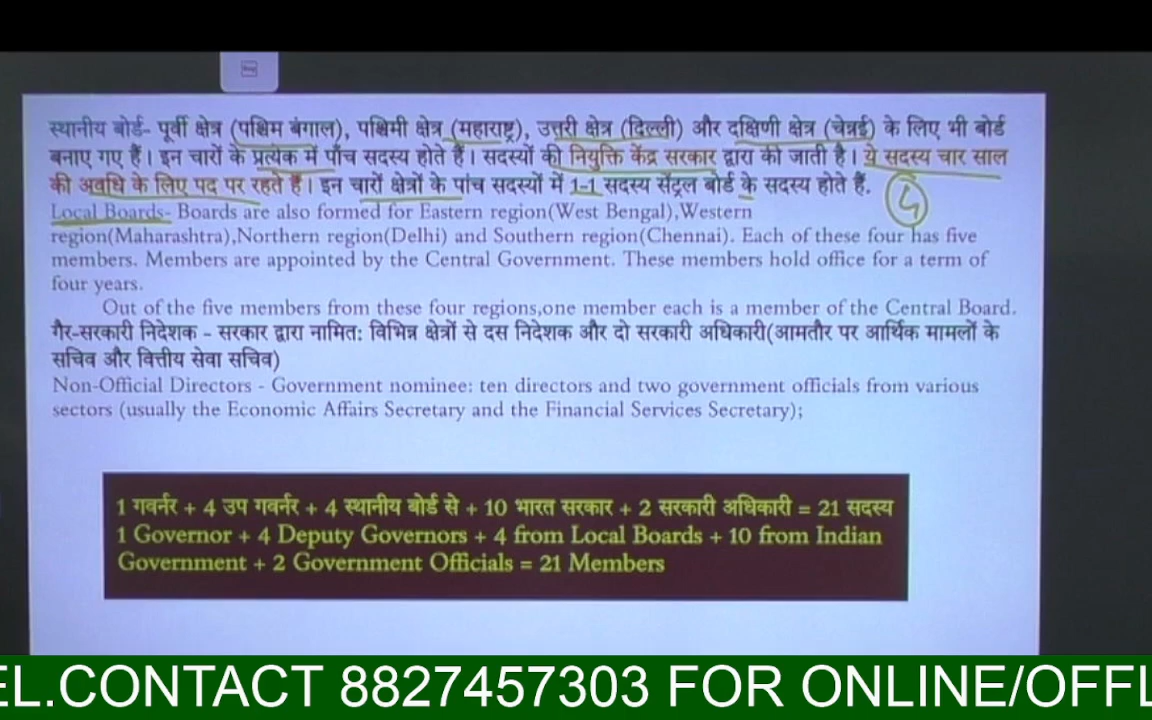 स्थानीय बोर्ड- पूर्वी क्षेत्र (पश्चिम बंगाल), पश्चिमी क्षेत्र (महाराष्ट्र), उत्तरी क्षेत्र (दिल्ली) और दक्षिणी क्षेत्र (चेन्नई) के लिए भी बोर्ड
बनाए गए हैं। इन चारों के प्रत्येक में पाँच सदस्य होते हैं। सदस्यों की नियुक्ति केंद्र सरकार द्वारा की जाती है। ये सदस्य चार साल
की अवधि के लिए पद पर रहते हैं। इन चारों क्षेत्रों के पांच सदस्यों में 1-1 सदस्य सेंट्रल बोर्ड के सदस्य होते हैं.
4
Local Boards- Boards are also formed for Eastern region(West Bengal),Western
region(Maharashtra),Northern region(Delhi) and Southern region(Chennai). Each of these four has five
members. Members are appointed by the Central Government. These members hold office for a term of
four years.
Out of the five members from these four regions,one member each is a member of the Central Board.
गैर-सरकारी निदेशक - सरकार द्वारा नामित: विभिन्न क्षेत्रों से दस निदेशक और दो सरकारी अधिकारी(आमतौर पर आर्थिक मामलों के
सचिव और वित्तीय सेवा सचिव)
Non-Official Directors - Government nominee: ten directors and two government officials from various
sectors (usually the Economic Affairs Secretary and the Financial Services Secretary);
1 गवर्नर + 4 उप गवर्नर + 4 स्थानीय बोर्ड से + 10 भारत सरकार + 2 सरकारी अधिकारी = 21 सदस्य
1 Governor + 4 Deputy Governors + 4 from Local Boards + 10 from Indian
Government + 2 Government Officials = 21 Members
EL.CONTACT 8827457303 FOR ONLINE/OFFL